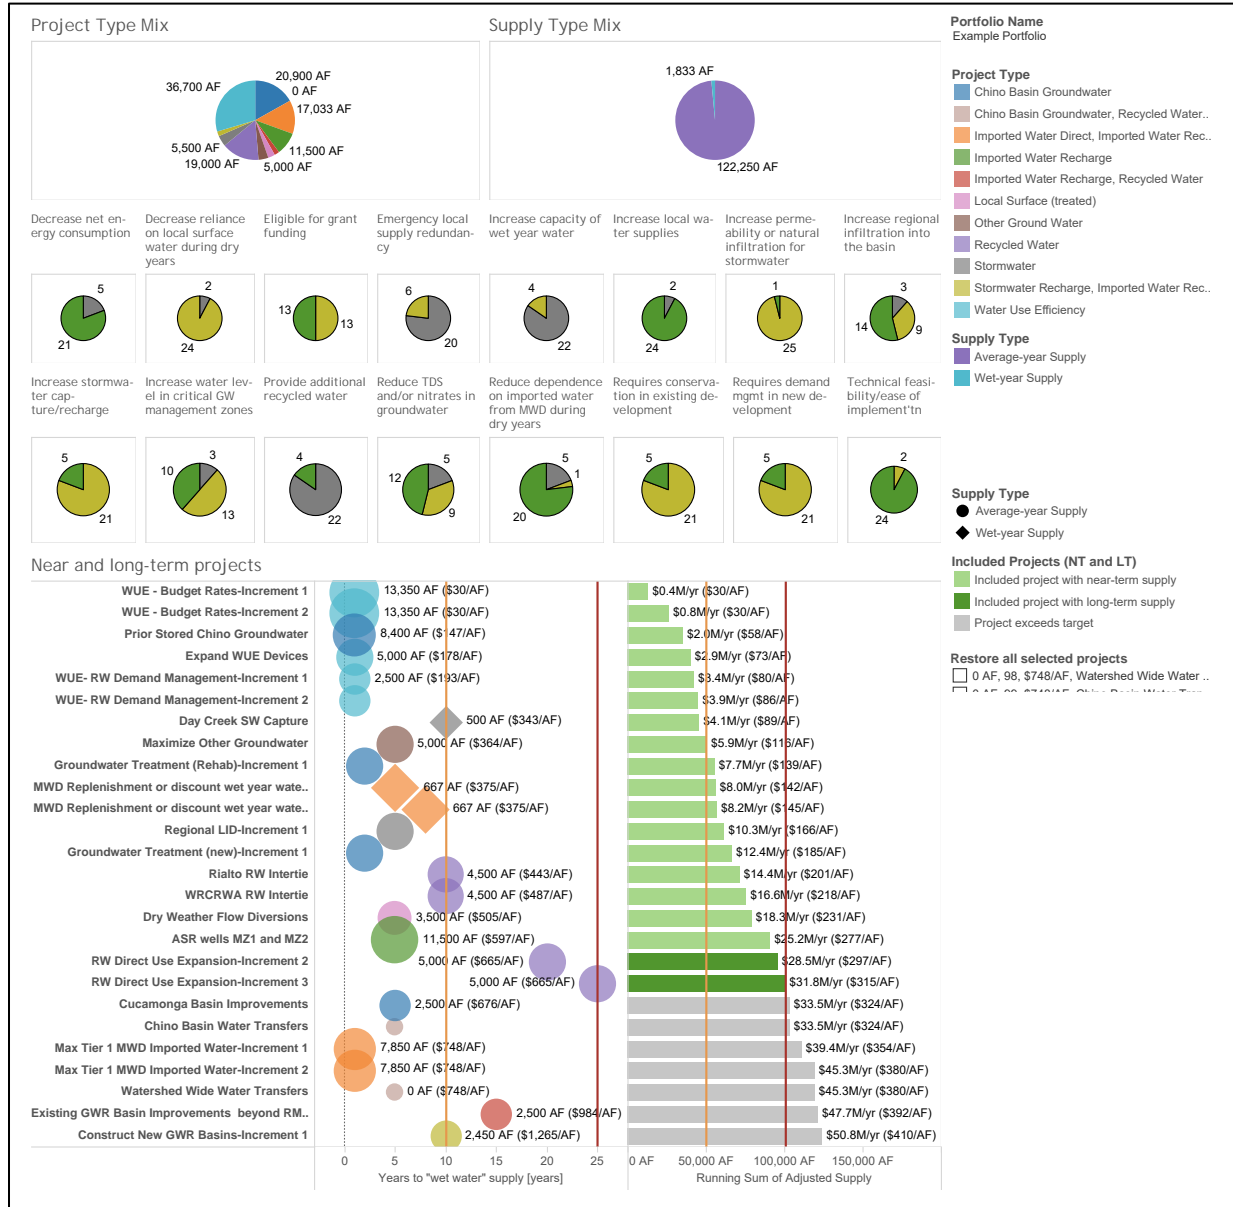 Project Type Mix
Supply Type Mix
36,700 AF
20,900 AF
0 AF
17,033 AF
11,500 AF
5,000 AF
19,000 AF
5,500 AF
1,833 AF
122,250 AF
Decrease net en-
ergy consumption
Decrease reliance
on local surface
water during dry
years
Eligible for grant
funding
Emergency local
supply redundan-
cy
Increase capacity of
wet year water
Increase local wa-
ter supplies
Increase perme-
ability or natural
infiltration for
stormwater
Increase regional
infiltration into
the basin
5
21
2
24
13
13
6
20
4
22
2
24
1
25
3
14
9
Increase stormwa-
ter cap-
ture/recharge
Increase water lev-
el in critical GW
management zones
Provide additional
recycled water
Reduce TDS
and/or nitrates in
groundwater
Reduce dependence
on imported water
from MWD during
dry years
Requires conserva-
tion in existing de-
velopment
Requires demand
mgmt in new de-
velopment
Technical feasi-
bility/ease of
implement'tn
5
21
10
3
13
4
22
12
5
9
5
1
20
5
21
5
21
2
24
Near and long-term projects
WUE - Budget Rates-Increment 1 13,350 AF ($30/AF) $0.4M/yr ($30/AF)
WUE - Budget Rates-Increment 2 13,350 AF ($30/AF) $0.8M/yr ($30/AF)
Prior Stored Chino Groundwater 8,400 AF ($147/AF) $2.0M/yr ($58/AF)
Expand WUE Devices 5,000 AF ($178/AF) $2.9M/yr ($73/AF)
WUE- RW Demand Management-Increment 1 2,500 AF ($193/AF) $3.4M/yr ($80/AF)
WUE- RW Demand Management-Increment 2 $3.9M/yr ($86/AF)
Day Creek SW Capture 500 AF ($343/AF) $4.1M/yr ($89/AF)
Maximize Other Groundwater 5,000 AF ($364/AF) $5.9M/yr ($116/AF)
Groundwater Treatment (Rehab)-Increment 1 $7.7M/yr ($139/AF)
MWD Replenishment or discount wet year wate.. 667 AF ($375/AF) $8.0M/yr ($142/AF)
MWD Replenishment or discount wet year wate.. 667 AF ($375/AF) $8.2M/yr ($145/AF)
Regional LID-Increment 1 $10.3M/yr ($166/AF)
Groundwater Treatment (new)-Increment 1 $12.4M/yr ($185/AF)
Rialto RW Intertie 4,500 AF ($443/AF) $14.4M/yr ($201/AF)
WRCRWA RW Intertie 4,500 AF ($487/AF) $16.6M/yr ($218/AF)
Dry Weather Flow Diversions 3,500 AF ($505/AF) $18.3M/yr ($231/AF)
ASR wells MZ1 and MZ2 11,500 AF ($597/AF) $25.2M/yr ($277/AF)
RW Direct Use Expansion-Increment 2 5,000 AF ($665/AF) $28.5M/yr ($297/AF)
RW Direct Use Expansion-Increment 3 5,000 AF ($665/AF) $31.8M/yr ($315/AF)
Cucamonga Basin Improvements 2,500 AF ($676/AF) $33.5M/yr ($324/AF)
Chino Basin Water Transfers $33.5M/yr ($324/AF)
Max Tier 1 MWD Imported Water-Increment 1 7,850 AF ($748/AF) $39.4M/yr ($354/AF)
Max Tier 1 MWD Imported Water-Increment 2 7,850 AF ($748/AF) $45.3M/yr ($380/AF)
Watershed Wide Water Transfers 0 AF ($748/AF) $45.3M/yr ($380/AF)
Existing GWR Basin Improvements beyond RM.. 2,500 AF ($984/AF) $47.7M/yr ($392/AF)
Construct New GWR Basins-Increment 1 2,450 AF ($1,265/AF) $50.8M/yr ($410/AF)
0 5 10 15 20 25
Years to "wet water" supply [years]
0 AF 50,000 AF 100,000 AF 150,000 AF
Running Sum of Adjusted Supply
Portfolio Name
Example Portfolio
Project Type
Chino Basin Groundwater
Chino Basin Groundwater, Recycled Water..
Imported Water Direct, Imported Water Rec..
Imported Water Recharge
Imported Water Recharge, Recycled Water
Local Surface (treated)
Other Ground Water
Recycled Water
Stormwater
Stormwater Recharge, Imported Water Rec..
Water Use Efficiency
Supply Type
Average-year Supply
Wet-year Supply
Supply Type
Average-year Supply
Wet-year Supply
Included Projects (NT and LT)
Included project with near-term supply
Included project with long-term supply
Project exceeds target
Restore all selected projects
0 AF, 98, $748/AF, Watershed Wide Water ..